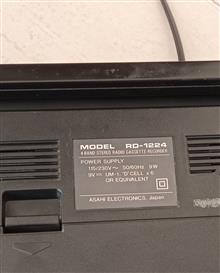 MODEL RD-1224
4 BAND STEREO RADIO CASSETTE RECORDER
POWER SUPPLY
115/230V~ 50/60Hz 9W
9V⎓ UM-1, "D" CELL x 6
OR EQUIVALENT
ASAHI ELECTRONICS, Japan